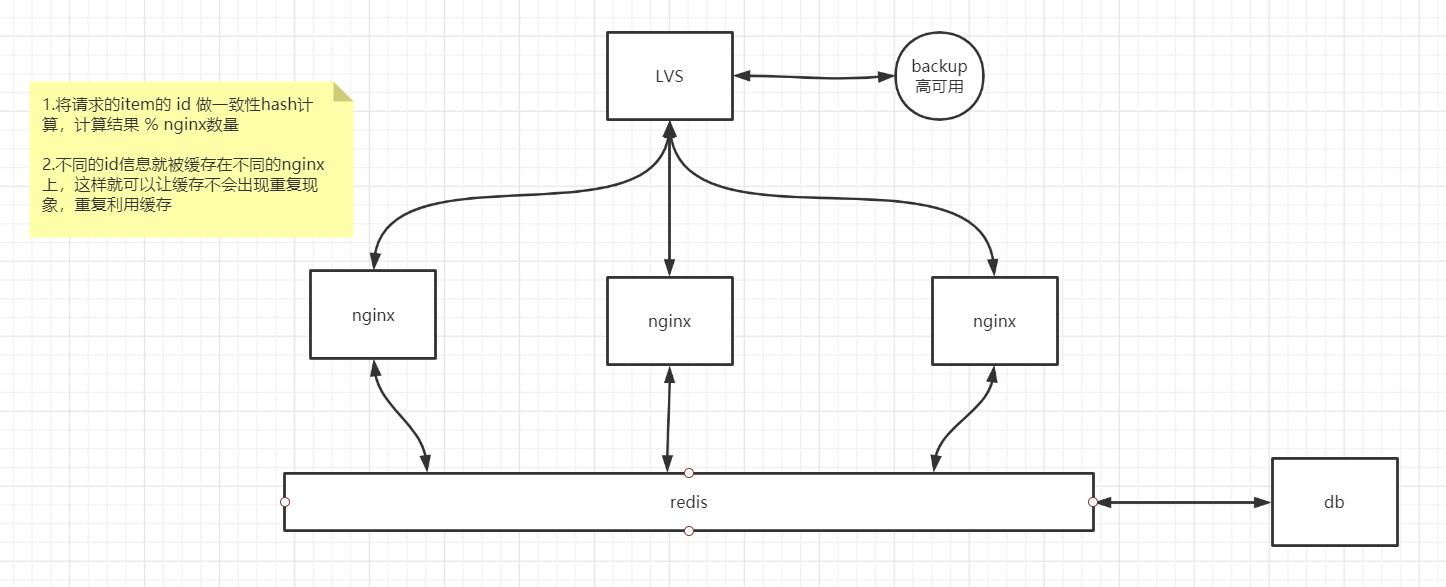 LVS
backup
高可用
1.将请求的item的 id 做一致性hash计
算，计算结果 % nginx数量
2.不同的id信息就被缓存在不同的nginx
上，这样就可以让缓存不会出现重复现
象，重复利用缓存
nginx
nginx
nginx
redis
db